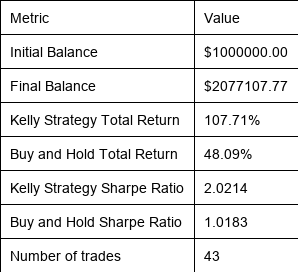 Metric Value
Initial Balance $1000000.00
Final Balance $2077107.77
Kelly Strategy Total Return 107.71%
Buy and Hold Total Return 48.09%
Kelly Strategy Sharpe Ratio 2.0214
Buy and Hold Sharpe Ratio 1.0183
Number of trades 43